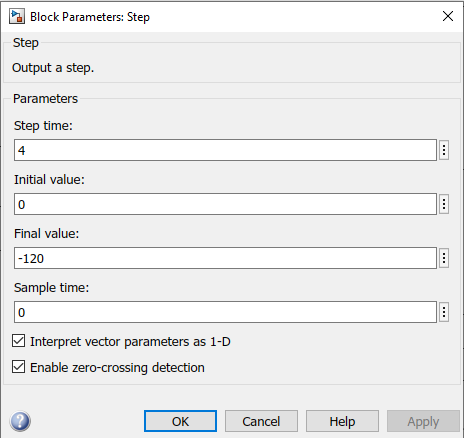 Block Parameters: Step
Step
Output a step.
Parameters
Step time:
4
Initial value:
0
Final value:
-120
Sample time:
0
Interpret vector parameters as 1-D
Enable zero-crossing detection
? OK Cancel Help Apply